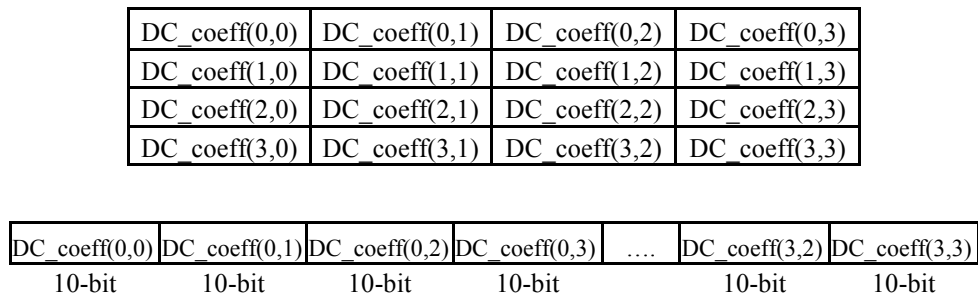 DC_coeff(0,0) DC_coeff(0,1) DC_coeff(0,2) DC_coeff(0,3)
DC_coeff(1,0) DC_coeff(1,1) DC_coeff(1,2) DC_coeff(1,3)
DC_coeff(2,0) DC_coeff(2,1) DC_coeff(2,2) DC_coeff(2,3)
DC_coeff(3,0) DC_coeff(3,1) DC_coeff(3,2) DC_coeff(3,3)
DC_coeff(0,0) DC_coeff(0,1) DC_coeff(0,2) DC_coeff(0,3) .... DC_coeff(3,2) DC_coeff(3,3)
10-bit 10-bit 10-bit 10-bit 10-bit 10-bit